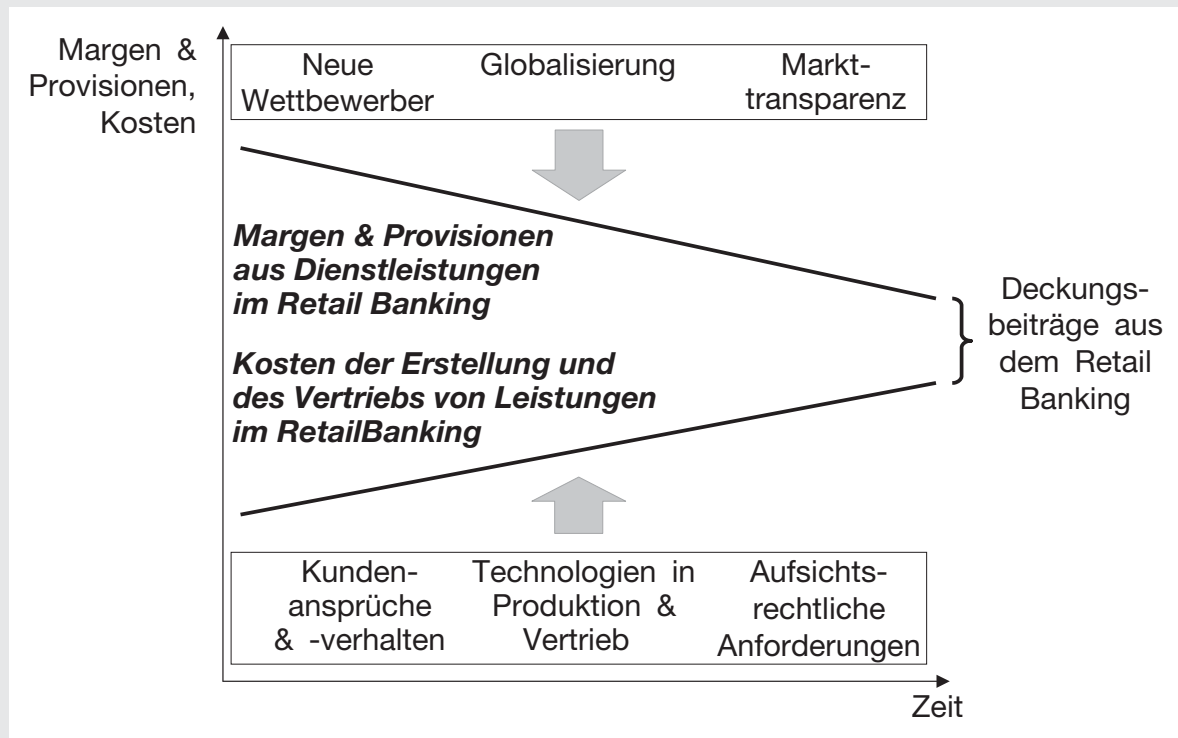 Margen &
Provisionen,
Kosten
Neue
Wettbewerber
Globalisierung
Markt-
transparenz
Margen & Provisionen
aus Dienstleistungen
im Retail Banking
Kosten der Erstellung und
des Vertriebs von Leistungen
im RetailBanking
Deckungs-
beiträge aus
dem Retail
Banking
Kunden-
ansprüche
& -verhalten
Technologien in
Produktion &
Vertrieb
Aufsichts-
rechtliche
Anforderungen
Zeit